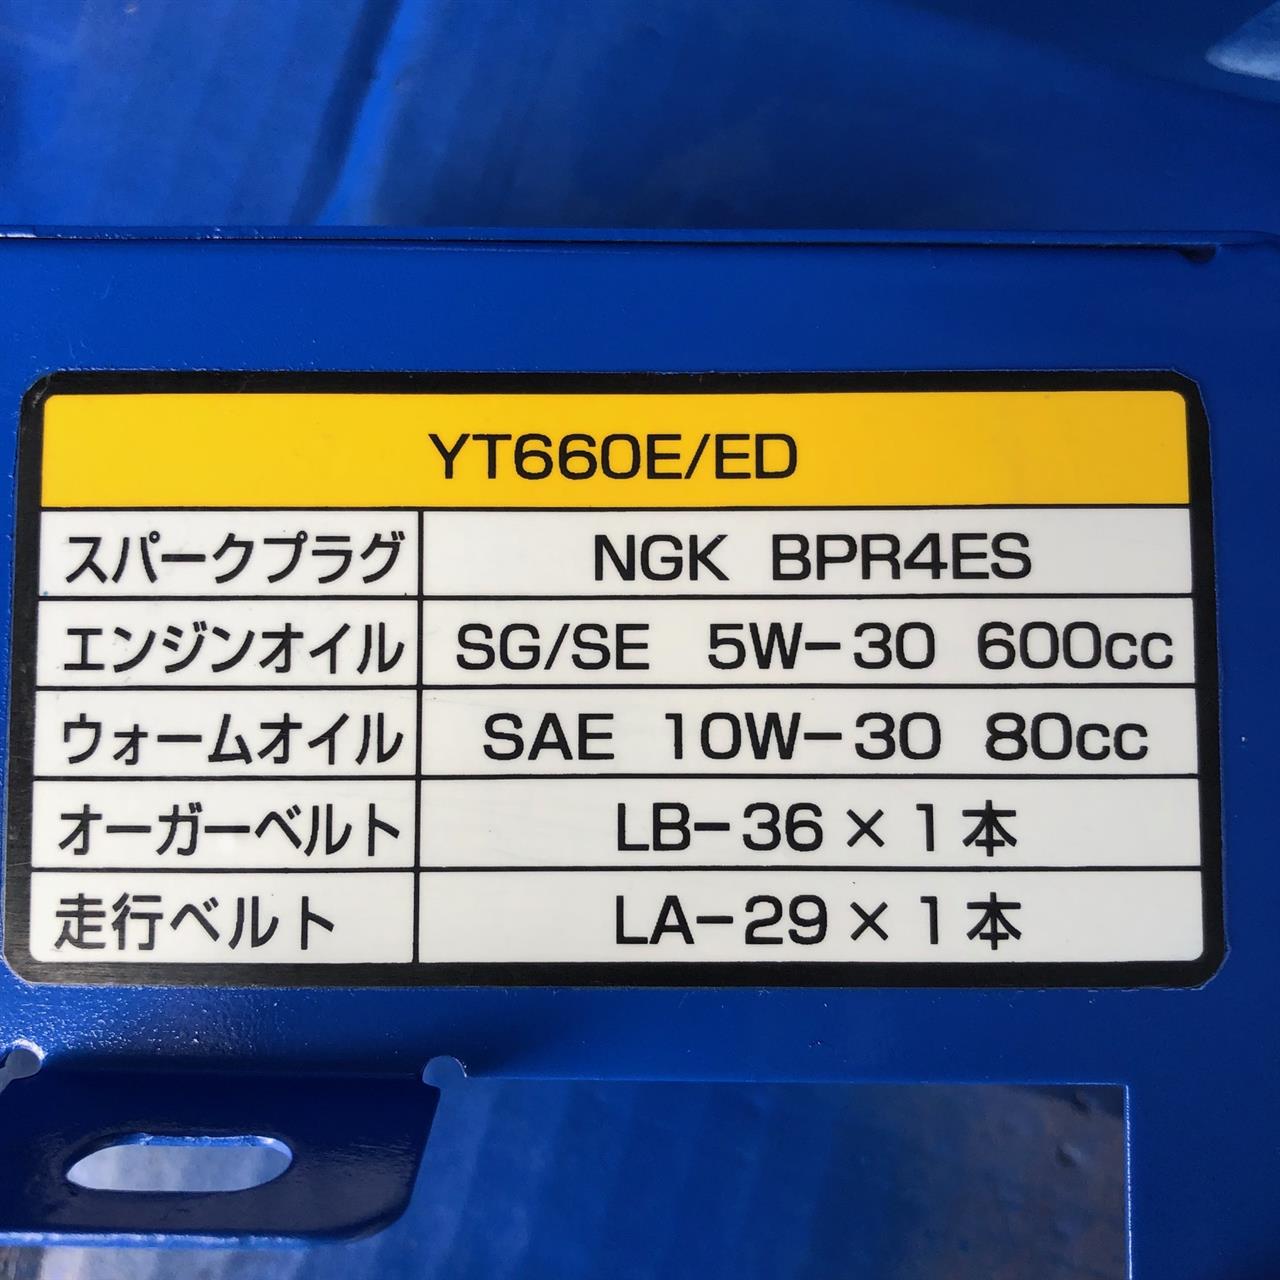 YT660E/ED
スパークプラグ NGK BPR4ES
エンジンオイル SG/SE 5W-30 600cc
ウォームオイル SAE 10W-30 80cc
オーガーベルト LB-36×1本
走行ベルト LA-29×1本